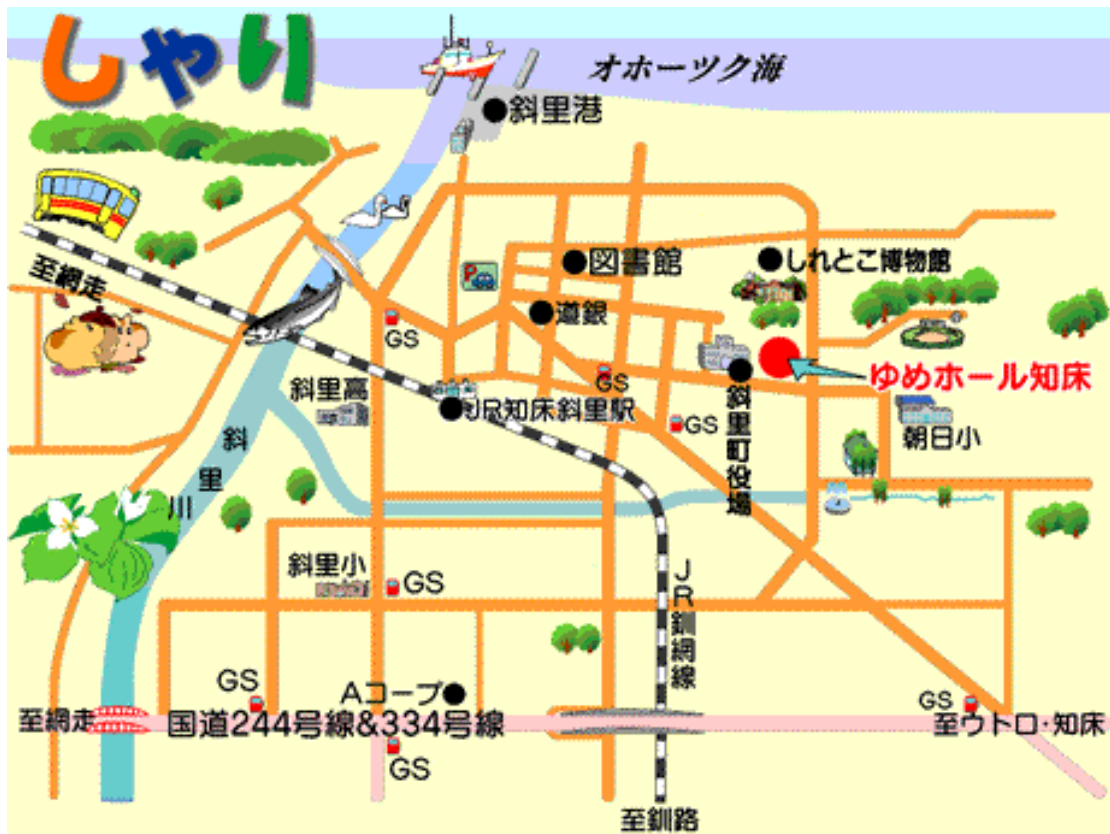 しゃり
オホーツク海
斜里港
至網走
図書館
しれとこ博物館
P
道銀
GS
ゆめホール知床
斜里高
JR知床斜里駅
GS
GS
斜里町役場
朝日小
斜里川
斜里小
GS
JR釧網線
GS
Aコープ
GS
至網走
国道244号線&334号線
至ウトロ・知床
GS
至釧路